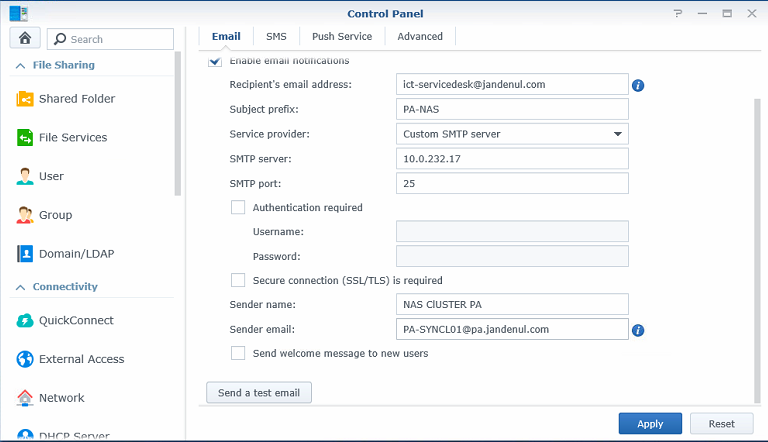 Control Panel
Search
File Sharing
Shared Folder
File Services
User
Group
Domain/LDAP
Connectivity
QuickConnect
External Access
Network
DHCP Server
Email SMS Push Service Advanced
Enable email notifications
Recipient's email address: ict-servicedesk@jandenul.com
Subject prefix: PA-NAS
Service provider: Custom SMTP server
SMTP server: 10.0.232.17
SMTP port: 25
Authentication required
Username:
Password:
Secure connection (SSL/TLS) is required
Sender name: NAS ClUSTER PA
Sender email: PA-SYNCL01@pa.jandenul.com
Send welcome message to new users
Send a test email
Apply Reset